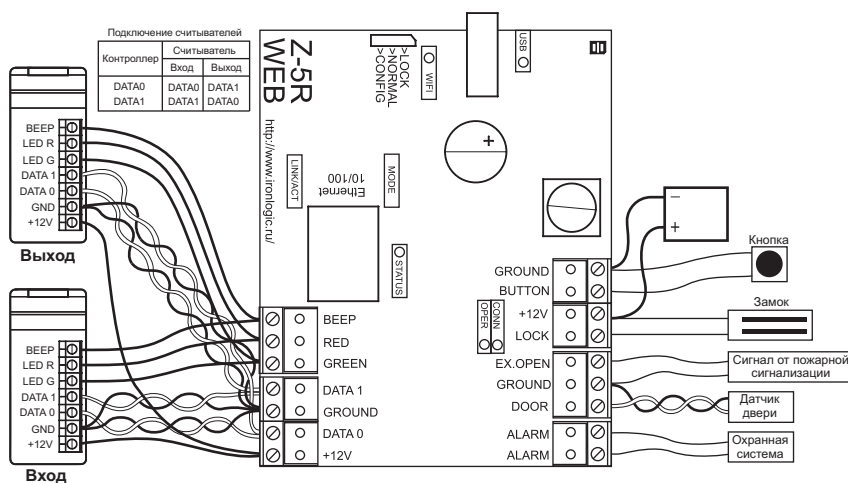 Подключение считывателей
Контроллер
Считыватель
Вход Выход
DATA0 DATA0 DATA1
DATA1 DATA1 DATA0
BEEP
LED R
LED G
DATA 1
DATA 0
GND
+12V
Выход
BEEP
LED R
LED G
DATA 1
DATA 0
GND
+12V
Вход
Z-5R
WEB
http://www.ironlogic.ru/
>LOCK
>NORMAL
>CONFIG
WIFI
USB
LINK/ACT
Ethernet
10/100
MODE
STATUS
+
CONN
OPER
BEEP
RED
GREEN
DATA 1
GROUND
DATA 0
+12V
GROUND
BUTTON
+12V
LOCK
EX.OPEN
GROUND
DOOR
ALARM
ALARM
–
+
Кнопка
Замок
Сигнал от пожарной
сигнализации
Датчик
двери
Охранная
система